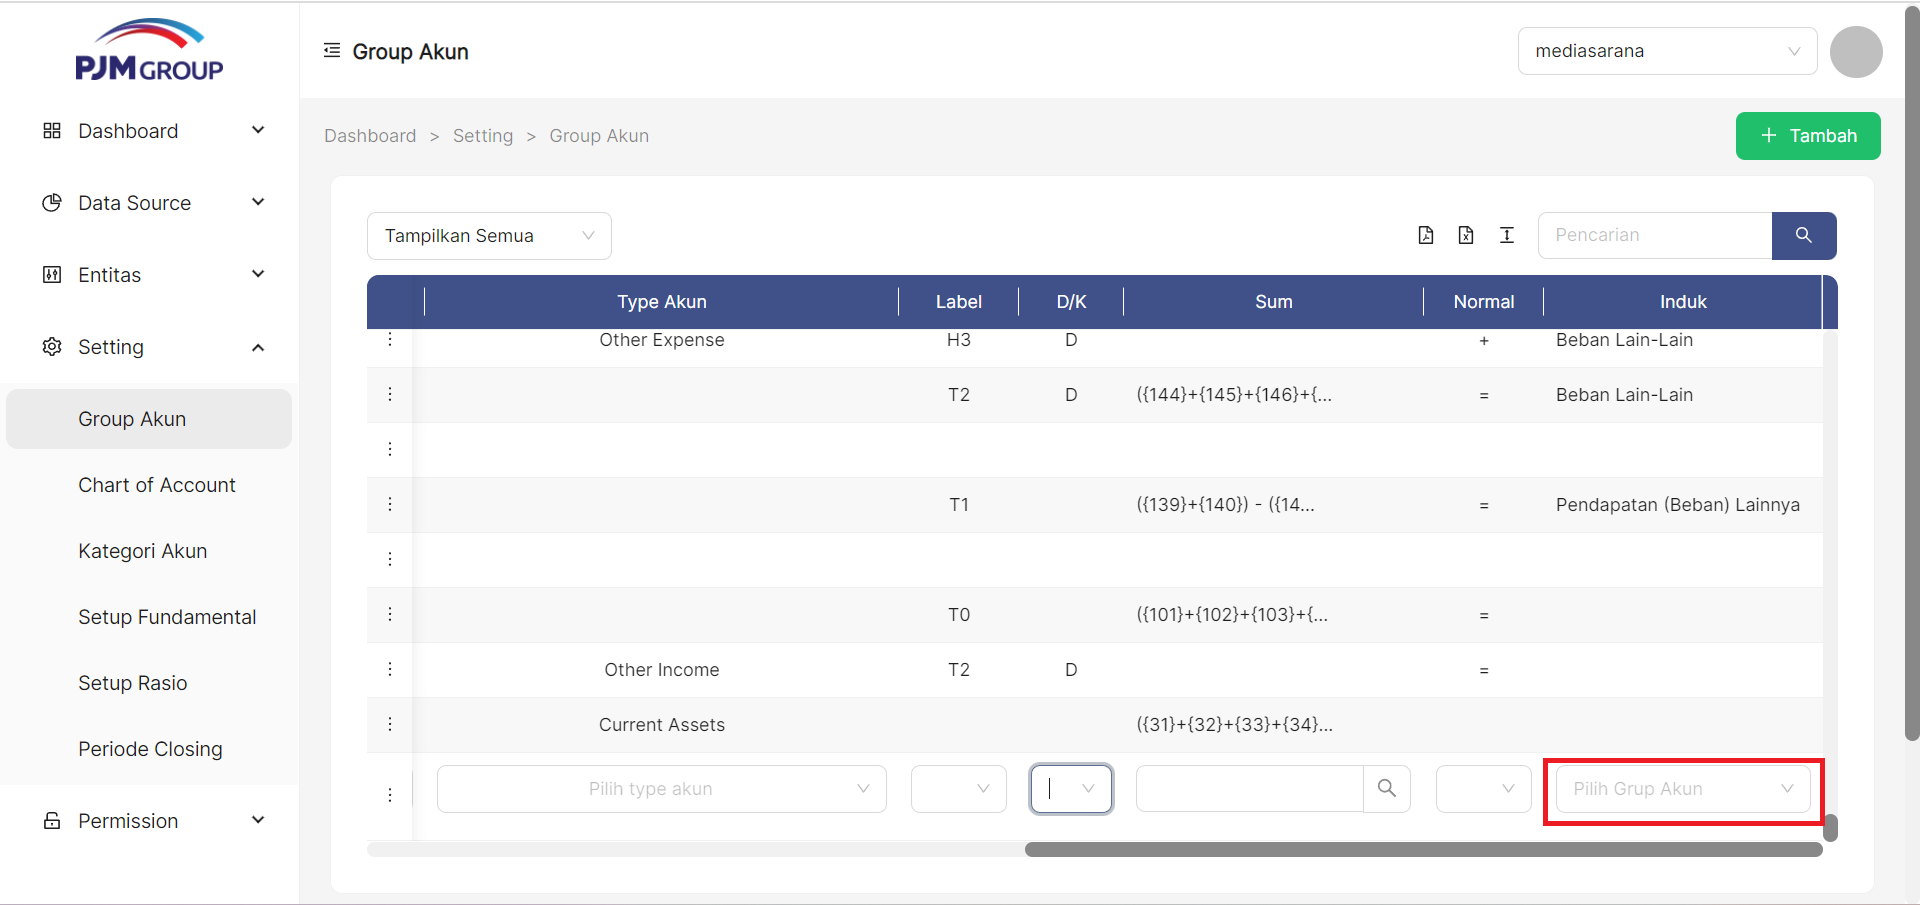 PJM GROUP
Group Akun
mediasarana
Dashboard
Data Source
Entitas
Setting
Group Akun
Chart of Account
Kategori Akun
Setup Fundamental
Setup Rasio
Periode Closing
Permission
Dashboard > Setting > Group Akun
+ Tambah
Tampilkan Semua
Pencarian
Type Akun Label D/K Sum Normal Induk
Other Expense H3 D + Beban Lain-Lain
T2 D ({144}+{145}+{146}+{... = Beban Lain-Lain
T1 ({139}+{140}) - ({14... = Pendapatan (Beban) Lainnya
T0 ({101}+{102}+{103}+{... =
Other Income T2 D =
Current Assets ({31}+{32}+{33}+{34}...
Pilih type akun Pilih Grup Akun